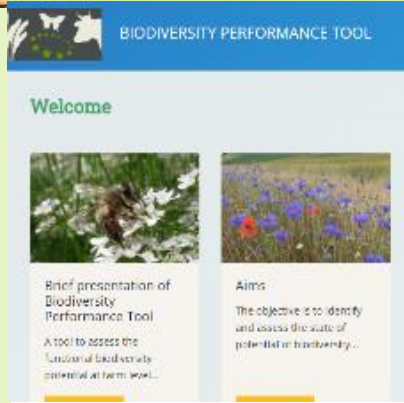 BIODIVERSITY PERFORMANCE TOOL
Welcome
Brief presentation of
Biodiversity
Performance Tool
A tool to assess the
functional biodiversity
potential at farm level...
Aims
The objective is to identify
and assess the state of
potential of biodiversity...